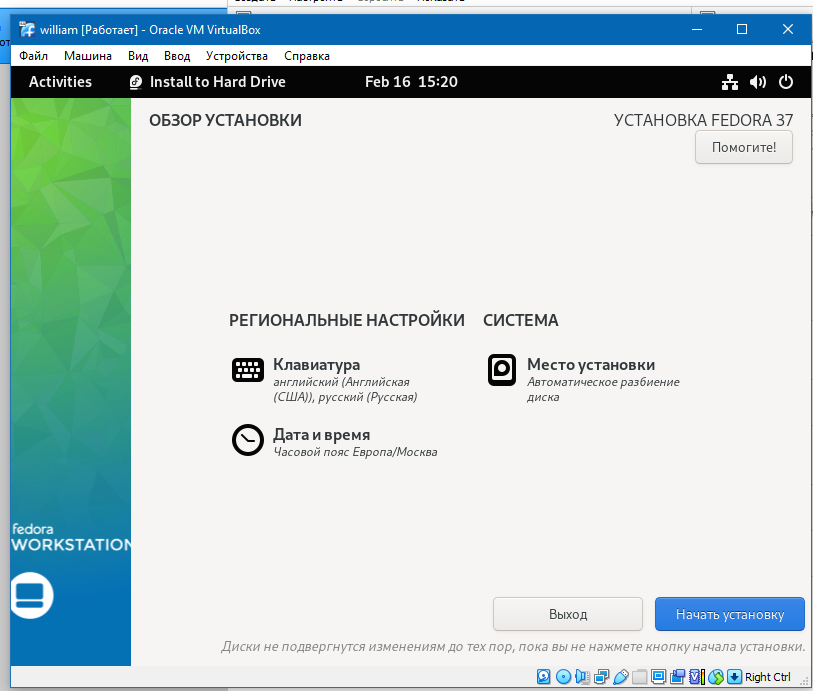 william [Работает] - Oracle VM VirtualBox
Файл Машина Вид Ввод Устройства Справка
Activities Install to Hard Drive Feb 16 15:20
ОБЗОР УСТАНОВКИ УСТАНОВКА FEDORA 37
Помогите!
РЕГИОНАЛЬНЫЕ НАСТРОЙКИ СИСТЕМА
Клавиатура Место установки
английский (Английская Автоматическое разбиение
(США)), русский (Русская) диска
Дата и время
Часовой пояс Европа/Москва
fedora
WORKSTATION
Выход Начать установку
Диски не подвергнутся изменениям до тех пор, пока вы не нажмете кнопку начала установки.
Right Ctrl